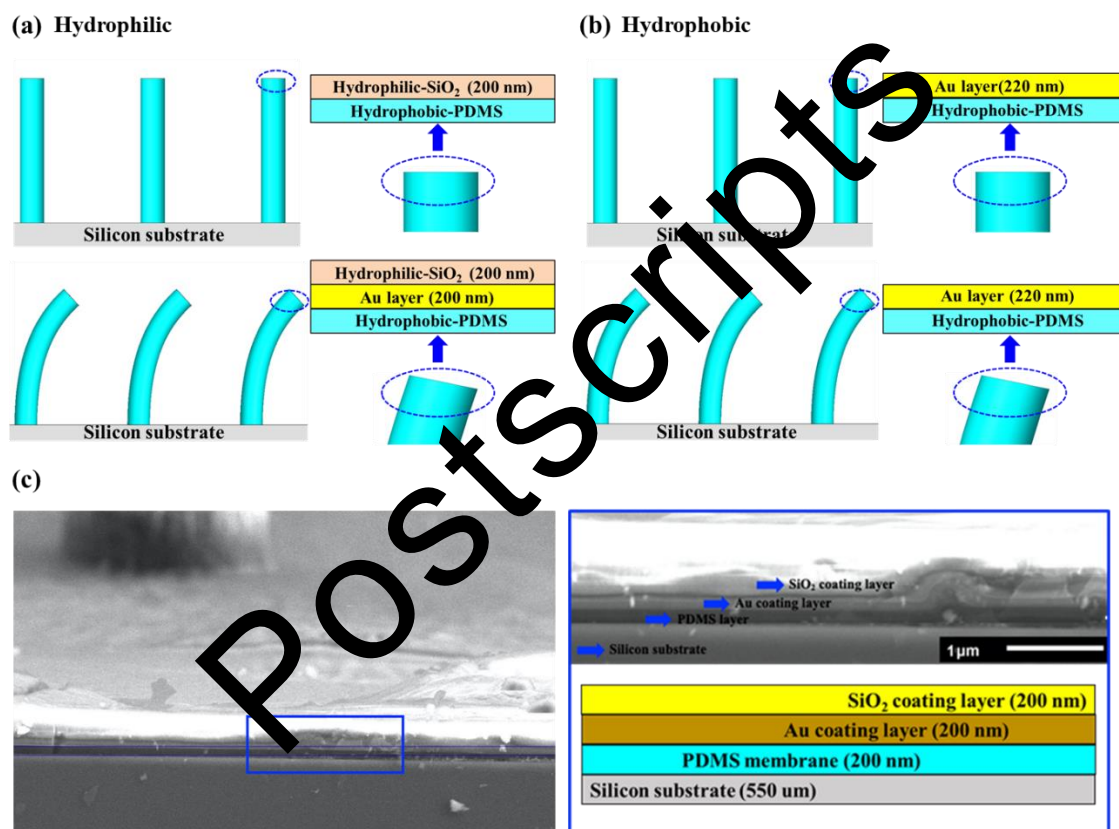 (a) Hydrophilic
Hydrophilic-SiO₂ (200 nm)
Hydrophobic-PDMS
Silicon substrate
Hydrophilic-SiO₂ (200 nm)
Au layer (200 nm)
Hydrophobic-PDMS
Silicon substrate
(b) Hydrophobic
Au layer(220 nm)
Hydrophobic-PDMS
Silicon substrate
Au layer (220 nm)
Hydrophobic-PDMS
Silicon substrate
(c)
SiO₂ coating layer
Au coating layer
PDMS layer
Silicon substrate
1µm
SiO₂ coating layer (200 nm)
Au coating layer (200 nm)
PDMS membrane (200 nm)
Silicon substrate (550 um)
Postscripts